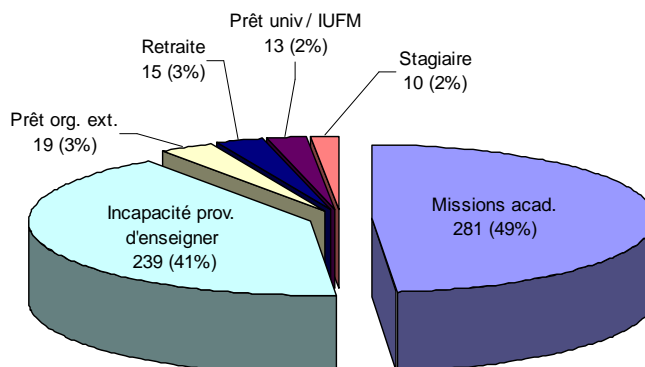 Prêt univ / IUFM
13 (2%)
Retraite
15 (3%)
Stagiaire
10 (2%)
Prêt org. ext.
19 (3%)
Incapacité prov.
d'enseigner
239 (41%)
Missions acad.
281 (49%)